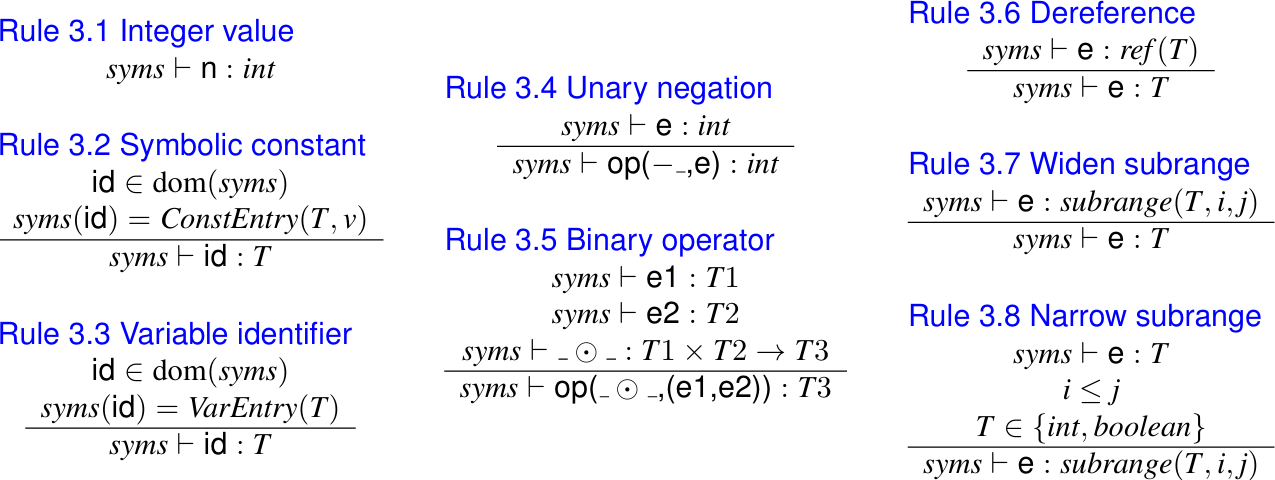 Rule 3.1 Integer value
syms ⊢ n : int
Rule 3.2 Symbolic constant
id ∈ dom(syms)
syms(id) = ConstEntry(T, v)
syms ⊢ id : T
Rule 3.3 Variable identifier
id ∈ dom(syms)
syms(id) = VarEntry(T)
syms ⊢ id : T
Rule 3.4 Unary negation
syms ⊢ e : int
syms ⊢ op(−_,e) : int
Rule 3.5 Binary operator
syms ⊢ e1 : T1
syms ⊢ e2 : T2
syms ⊢ _ ⊙ _ : T1 × T2 → T3
syms ⊢ op(_ ⊙ _,(e1,e2)) : T3
Rule 3.6 Dereference
syms ⊢ e : ref(T)
syms ⊢ e : T
Rule 3.7 Widen subrange
syms ⊢ e : subrange(T, i, j)
syms ⊢ e : T
Rule 3.8 Narrow subrange
syms ⊢ e : T
i ≤ j
T ∈ {int, boolean}
syms ⊢ e : subrange(T, i, j)